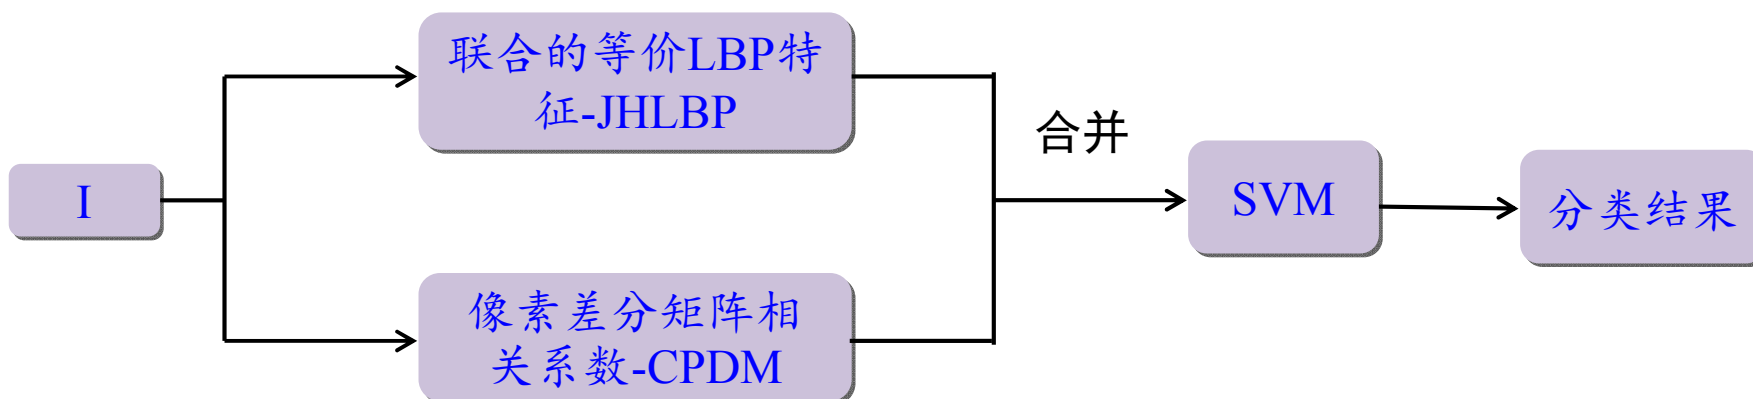 I
联合的等价LBP特
征-JHLBP
像素差分矩阵相
关系数-CPDM
合并
SVM
分类结果